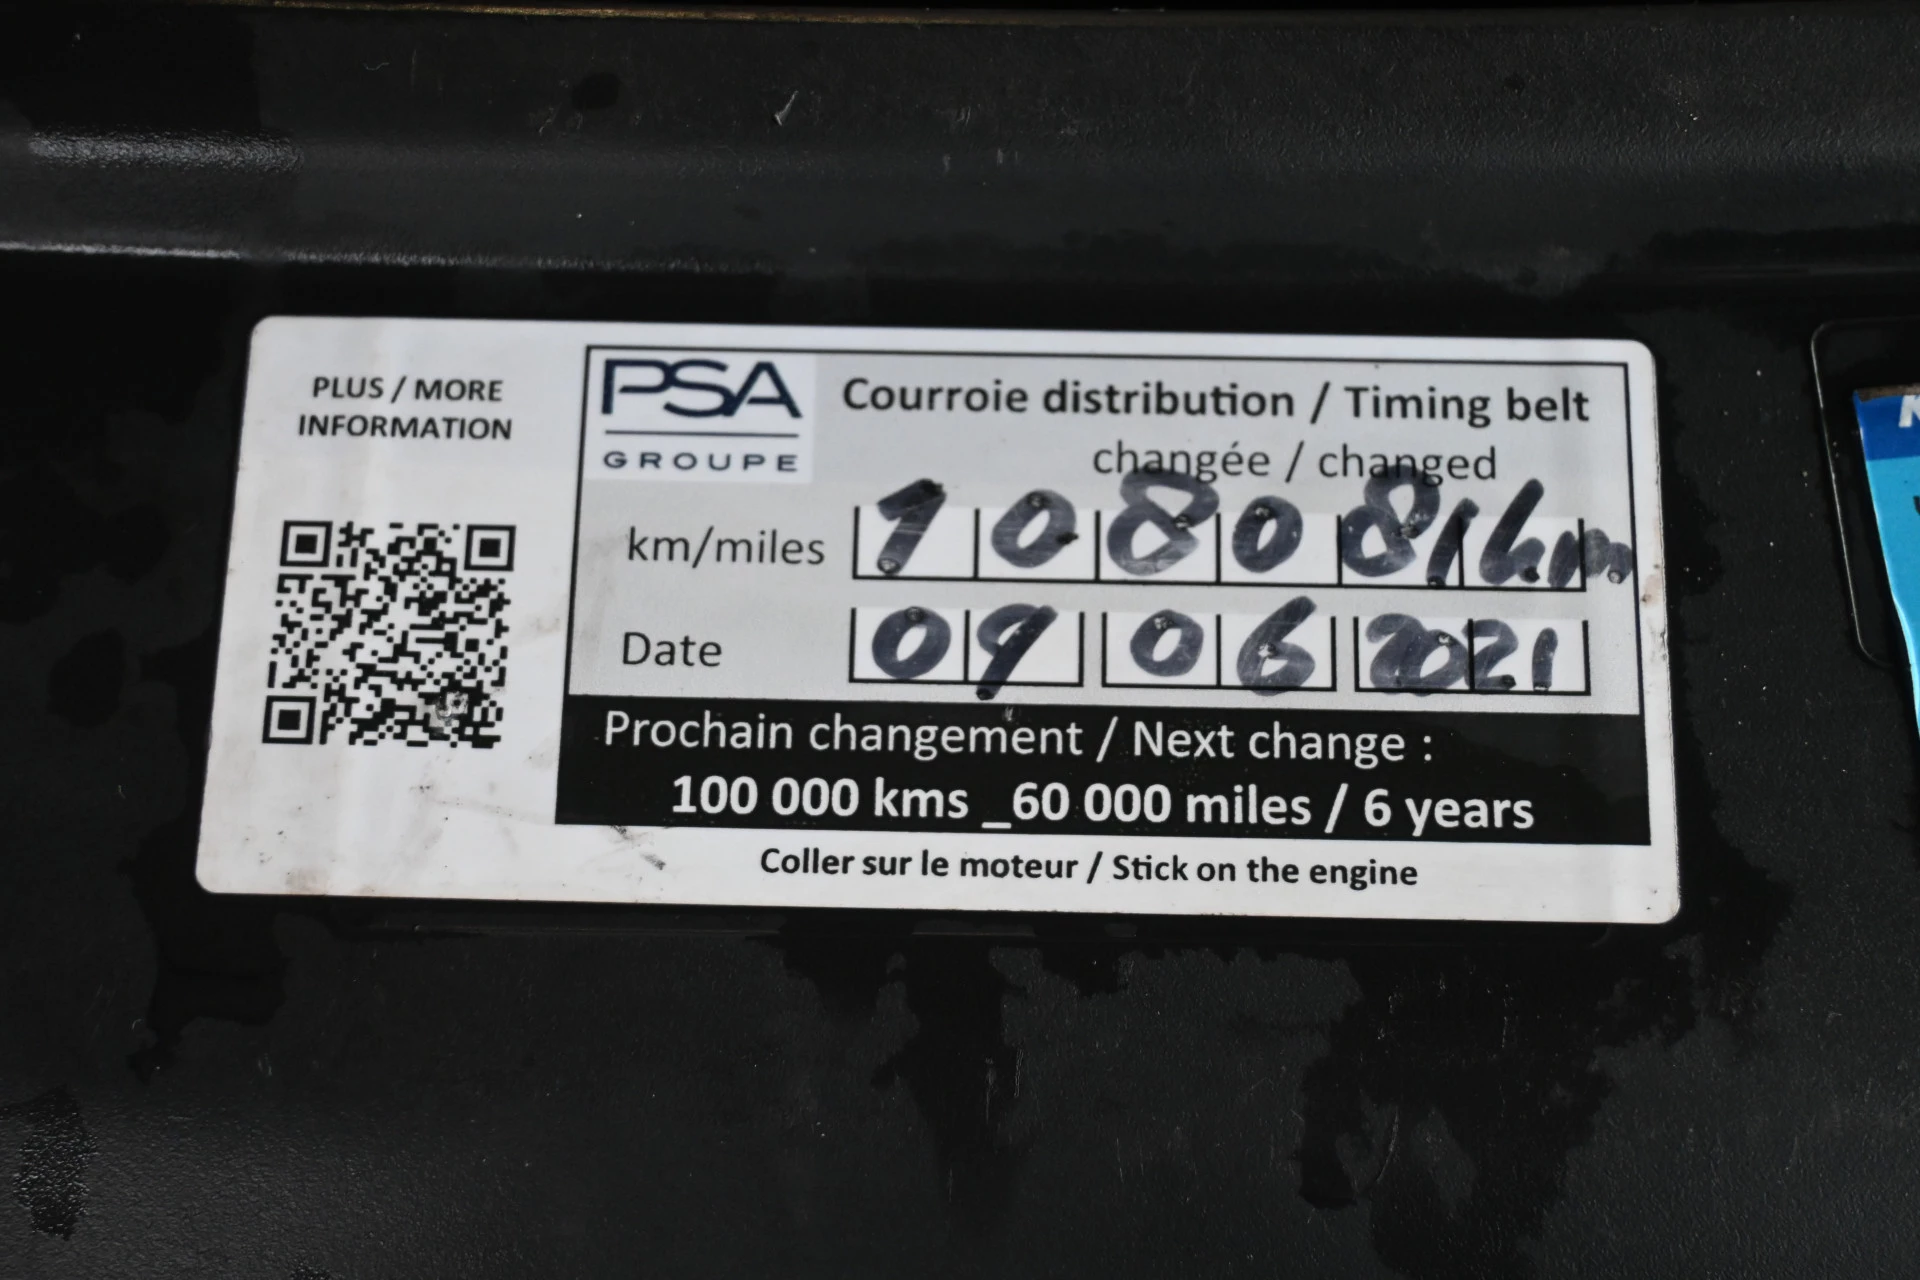 PLUS / MORE
INFORMATION
PSA
GROUPE
Courroie distribution / Timing belt
changée / changed
km/miles 108081km
Date 09 06 2021
Prochain changement / Next change :
100 000 kms _60 000 miles / 6 years
Coller sur le moteur / Stick on the engine